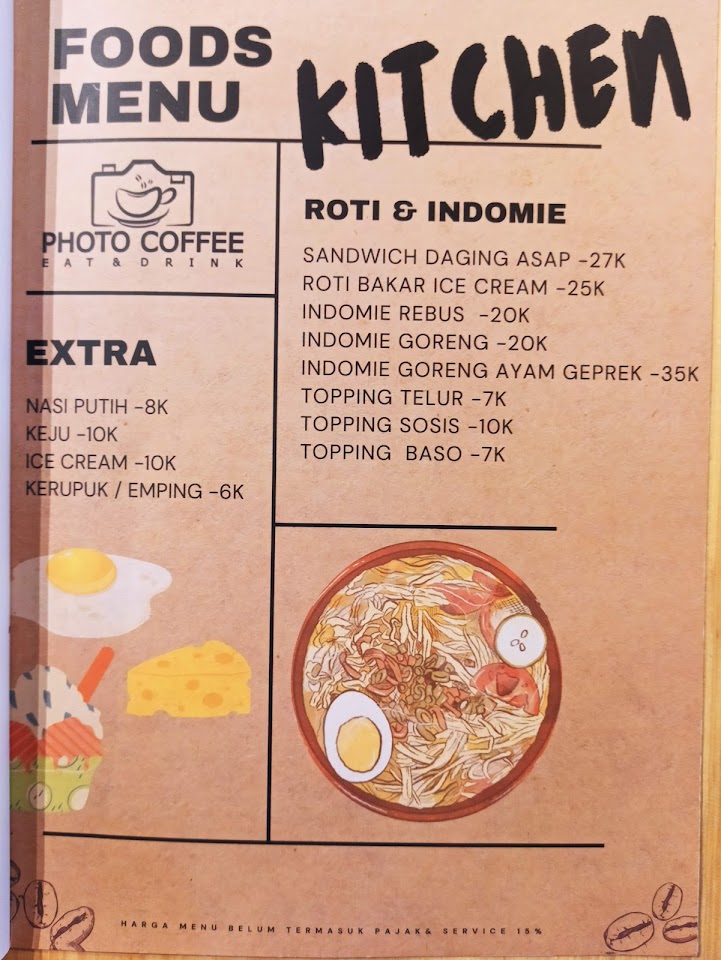 FOODS
MENU
KITCHEN
PHOTO COFFEE
EAT & DRINK
EXTRA
NASI PUTIH -8K
KEJU -10K
ICE CREAM -10K
KERUPUK / EMPING -6K
ROTI & INDOMIE
SANDWICH DAGING ASAP -27K
ROTI BAKAR ICE CREAM -25K
INDOMIE REBUS -20K
INDOMIE GORENG -20K
INDOMIE GORENG AYAM GEPREK -35K
TOPPING TELUR -7K
TOPPING SOSIS -10K
TOPPING BASO -7K
HARGA MENU BELUM TERMASUK PAJAK& SERVICE 15%